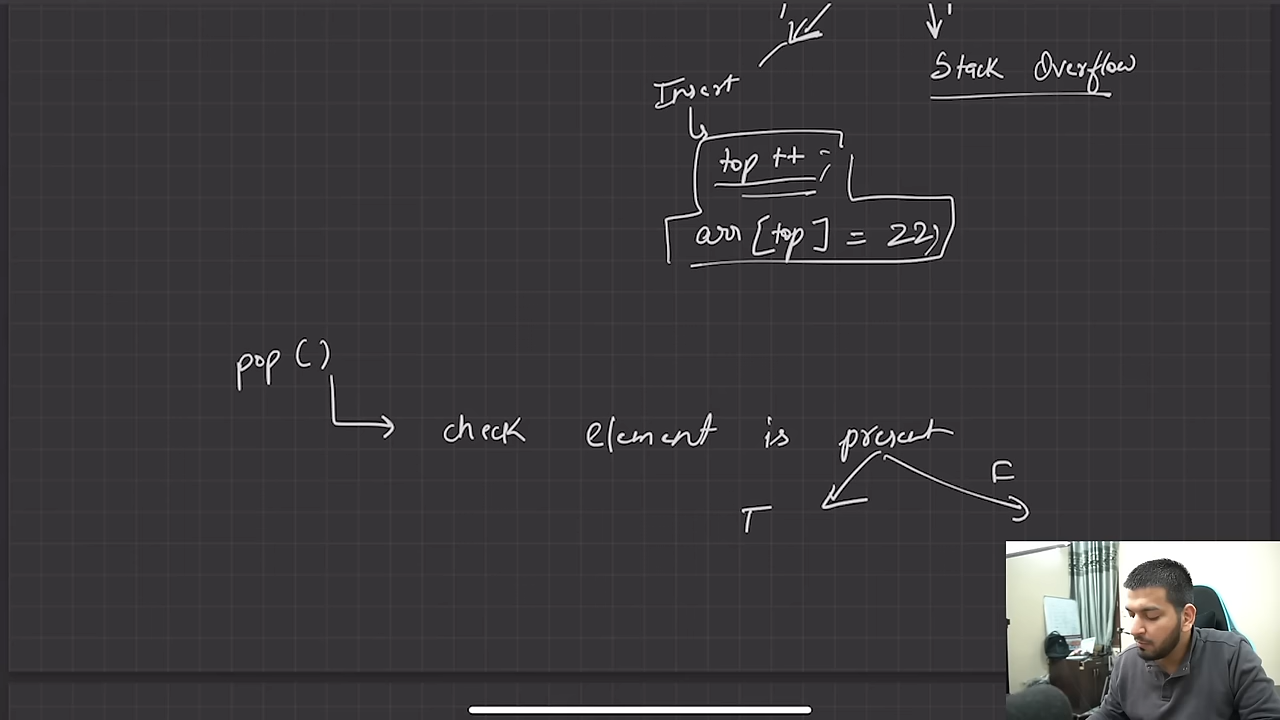 Stack Overflow
Insert
top ++ ;
arr [top] = 22;
pop ( )
check element is present
F
T